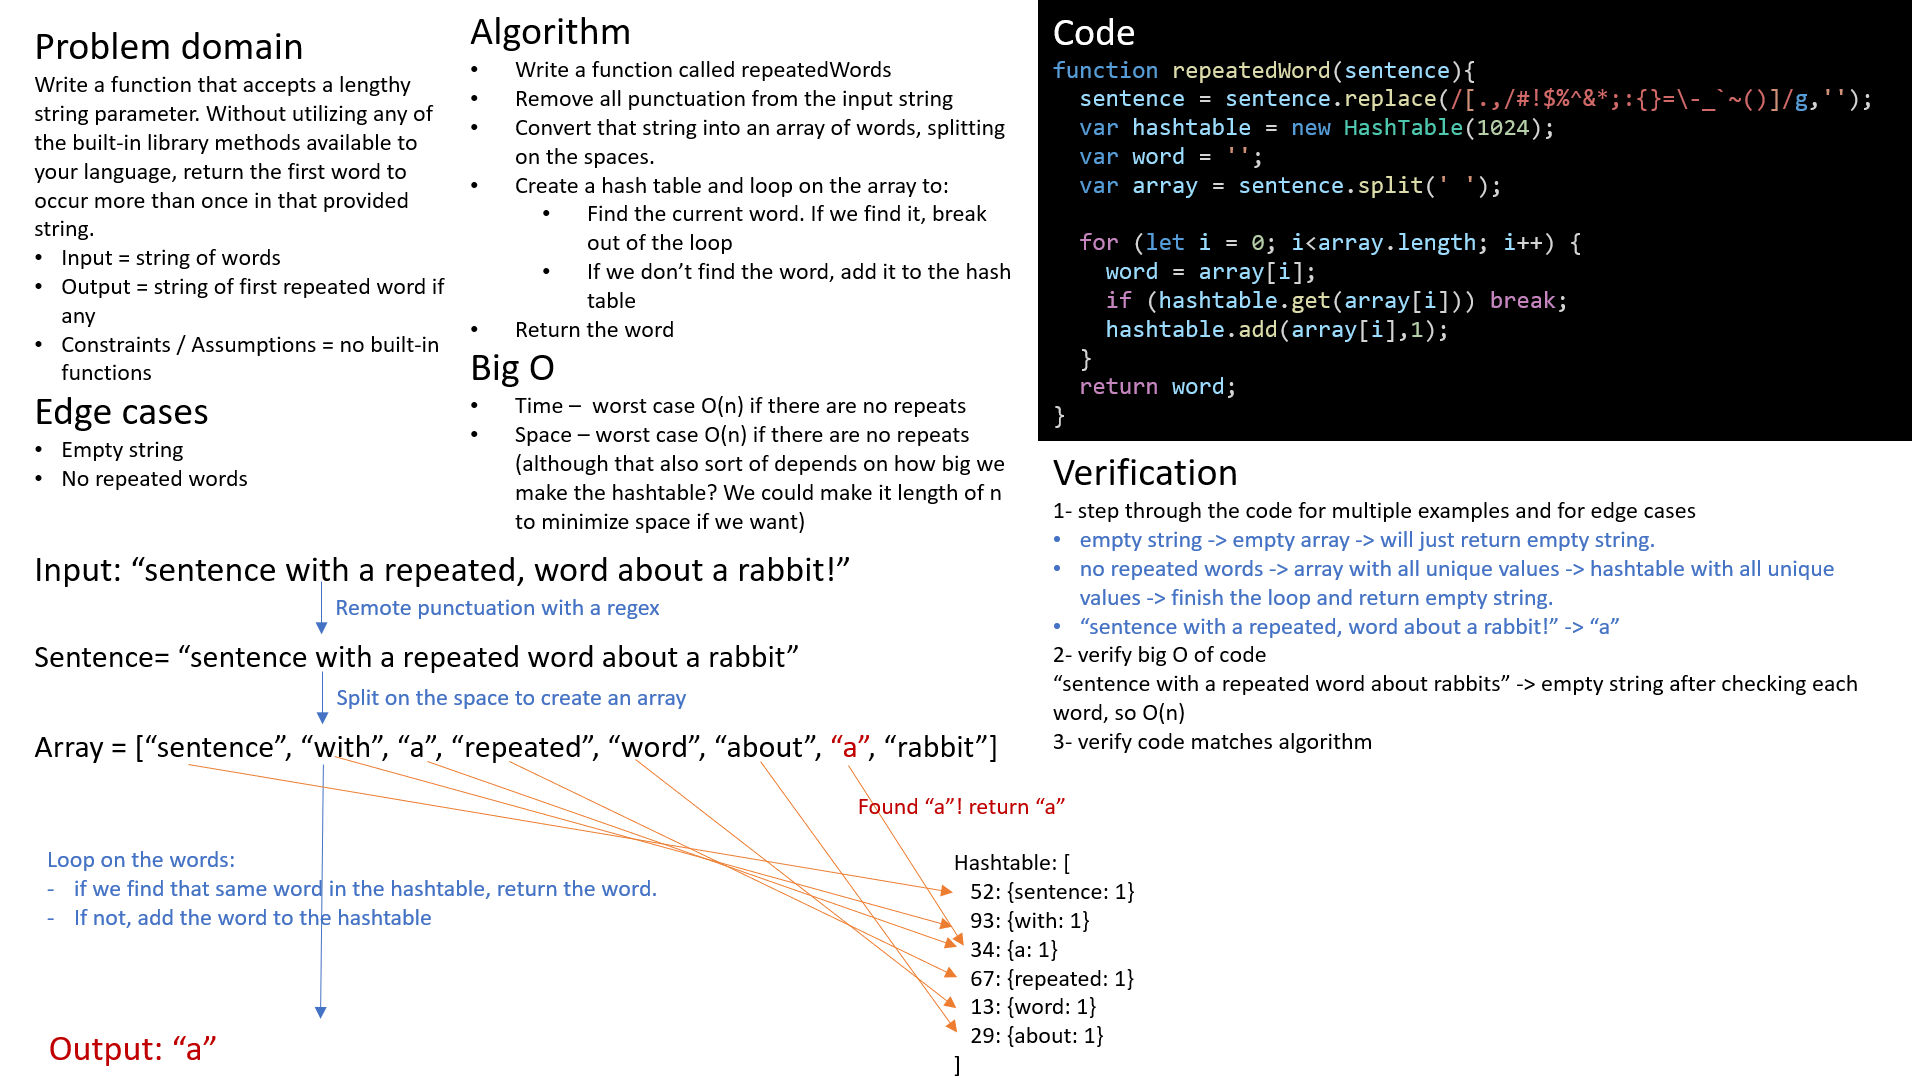 Problem domain
Write a function that accepts a lengthy
string parameter. Without utilizing any of
the built-in library methods available to
your language, return the first word to
occur more than once in that provided
string.
• Input = string of words
• Output = string of first repeated word if
any
• Constraints / Assumptions = no built-in
functions
Edge cases
• Empty string
• No repeated words
Algorithm
• Write a function called repeatedWords
• Remove all punctuation from the input string
• Convert that string into an array of words, splitting
on the spaces.
• Create a hash table and loop on the array to:
• Find the current word. If we find it, break
out of the loop
• If we don’t find the word, add it to the hash
table
• Return the word
Big O
• Time – worst case O(n) if there are no repeats
• Space – worst case O(n) if there are no repeats
(although that also sort of depends on how big we
make the hashtable? We could make it length of n
to minimize space if we want)
Code
function repeatedWord(sentence){
  sentence = sentence.replace(/[.,/#!$%^&*;:{}=\-_`~()]/g,'');
  var hashtable = new HashTable(1024);
  var word = '';
  var array = sentence.split(' ');
  for (let i = 0; i<array.length; i++) {
    word = array[i];
    if (hashtable.get(array[i])) break;
    hashtable.add(array[i],1);
  }
  return word;
}
Verification
1- step through the code for multiple examples and for edge cases
• empty string -> empty array -> will just return empty string.
• no repeated words -> array with all unique values -> hashtable with all unique
values -> finish the loop and return empty string.
• “sentence with a repeated, word about a rabbit!” -> “a”
2- verify big O of code
“sentence with a repeated word about rabbits” -> empty string after checking each
word, so O(n)
3- verify code matches algorithm
Input: “sentence with a repeated, word about a rabbit!”
Remote punctuation with a regex
Sentence= “sentence with a repeated word about a rabbit”
Split on the space to create an array
Array = [“sentence”, “with”, “a”, “repeated”, “word”, “about”, “a”, “rabbit”]
Found “a”! return “a”
Loop on the words:
- if we find that same word in the hashtable, return the word.
- If not, add the word to the hashtable
Hashtable: [
52: {sentence: 1}
93: {with: 1}
34: {a: 1}
67: {repeated: 1}
13: {word: 1}
29: {about: 1}
]
Output: “a”